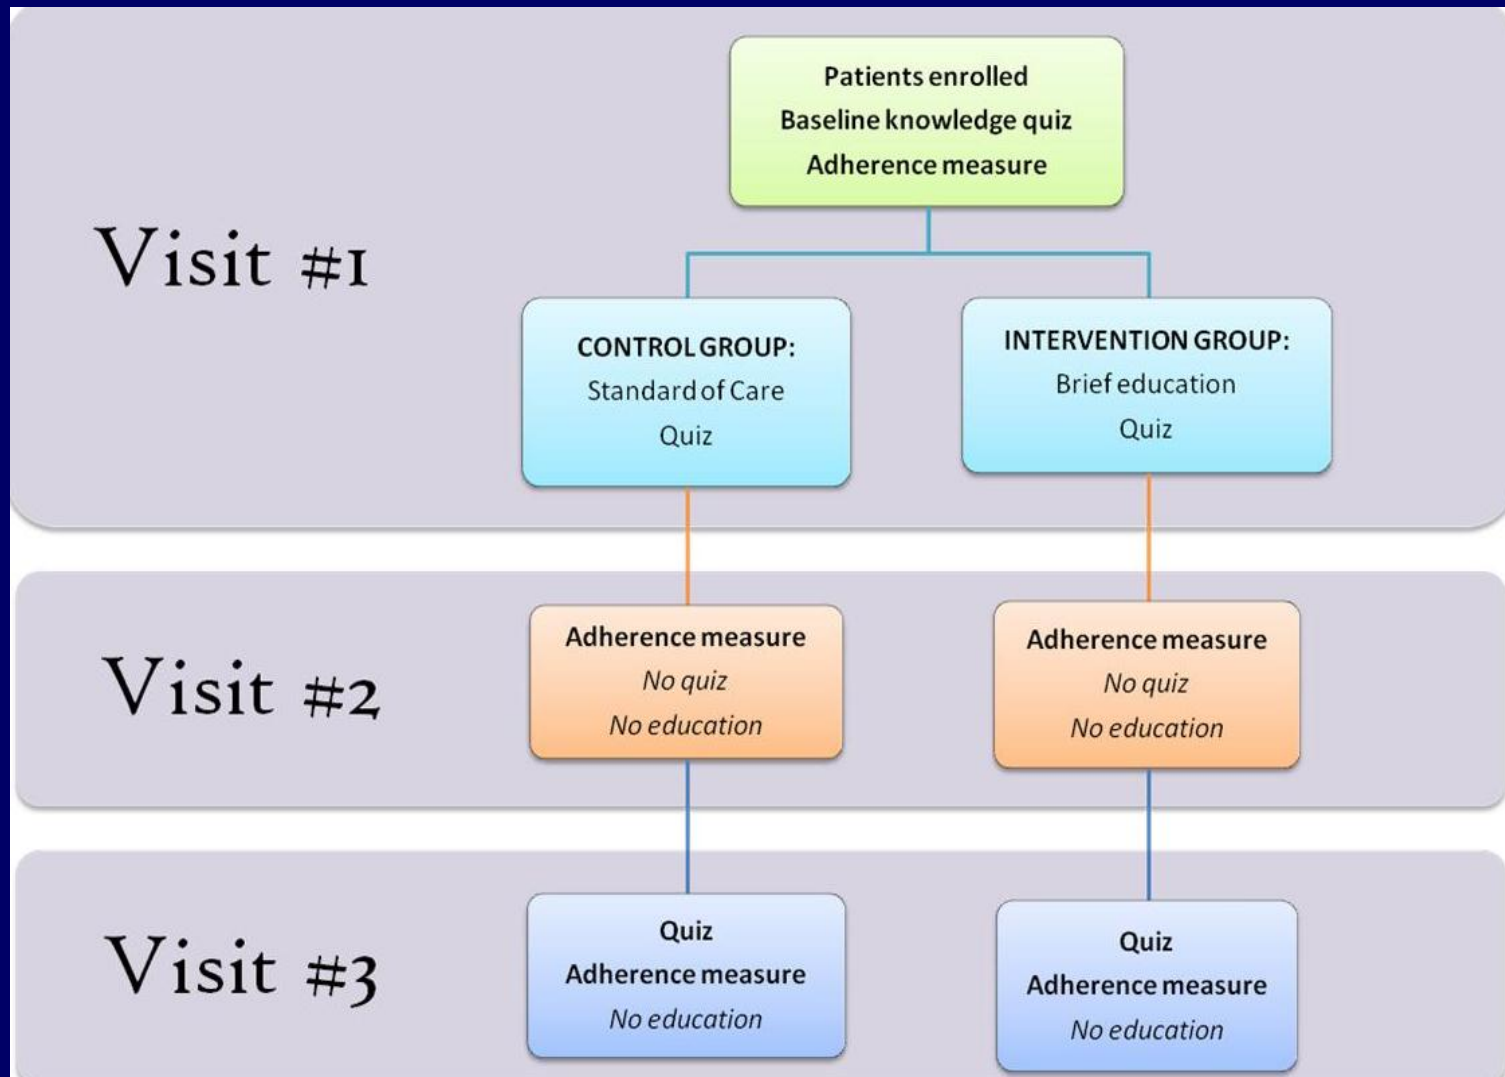 Visit #1
Patients enrolled
Baseline knowledge quiz
Adherence measure
CONTROL GROUP:
Standard of Care
Quiz
INTERVENTION GROUP:
Brief education
Quiz
Visit #2
Adherence measure
No quiz
No education
Adherence measure
No quiz
No education
Visit #3
Quiz
Adherence measure
No education
Quiz
Adherence measure
No education